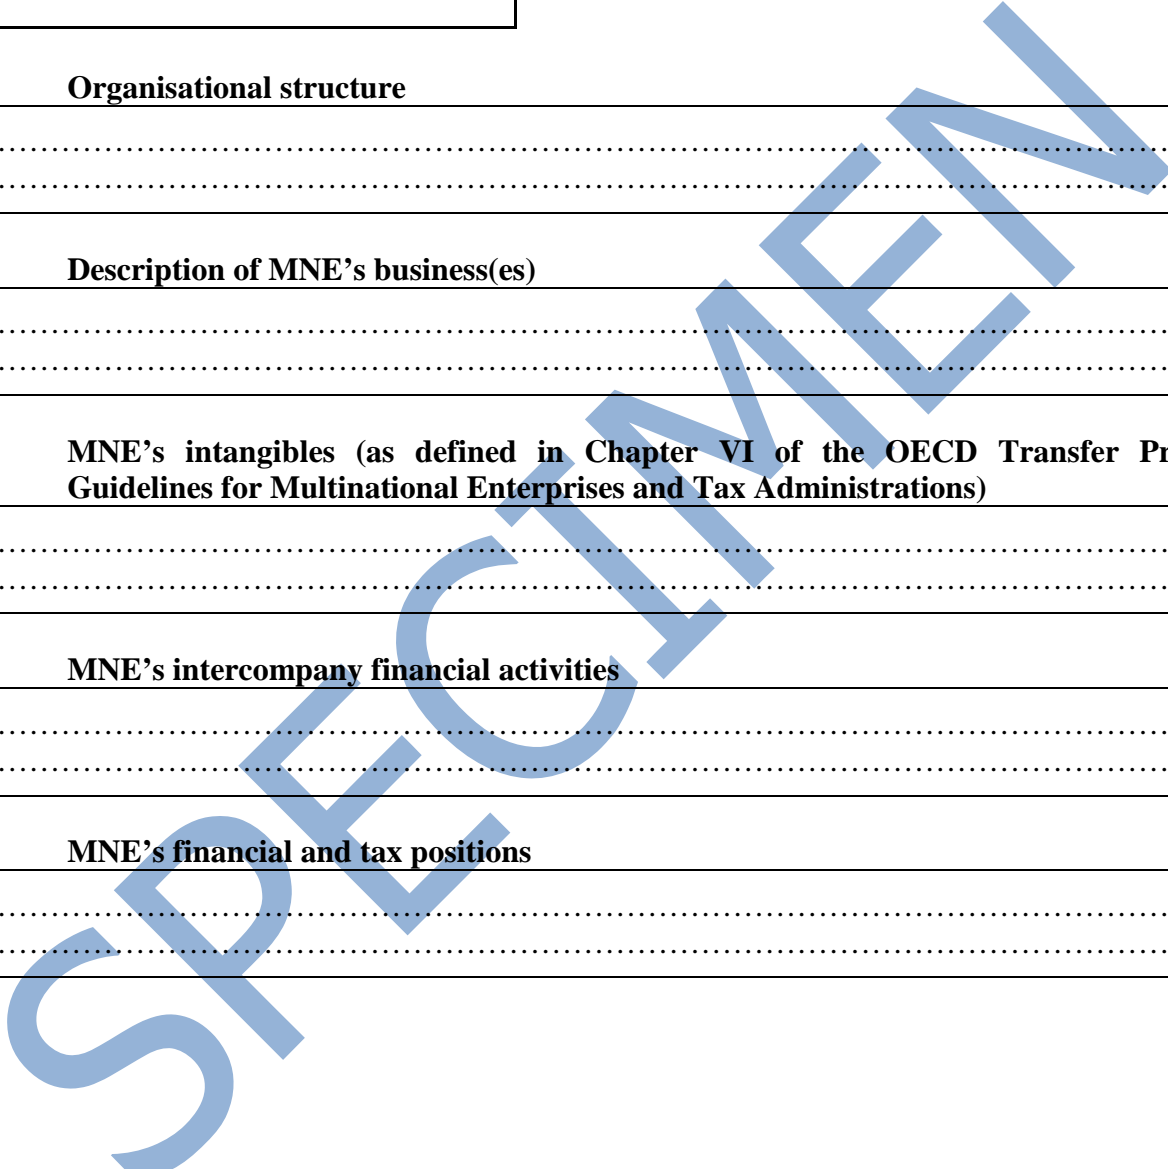 Organisational structure
Description of MNE’s business(es)
MNE’s intangibles (as defined in Chapter VI of the OECD Transfer
Guidelines for Multinational Enterprises and Tax Administrations)
MNE’s intercompany financial activities
MNE’s financial and tax positions
SPECIMEN